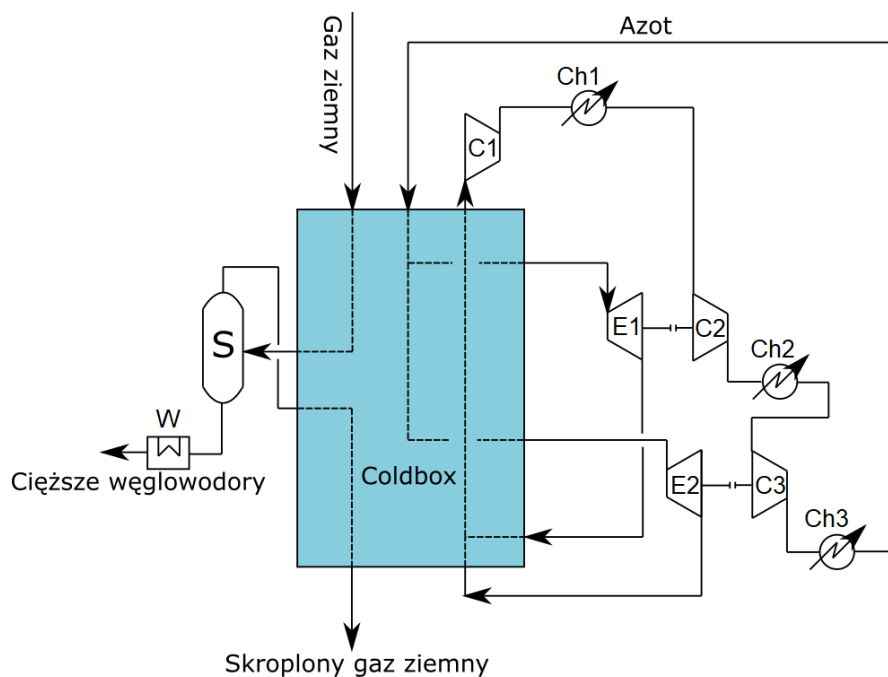 Gaz ziemny
Azot
Ch1
C1
S
E1
C2
Ch2
W
Cięższe węglowodory
Coldbox
E2
C3
Ch3
Skroplony gaz ziemny